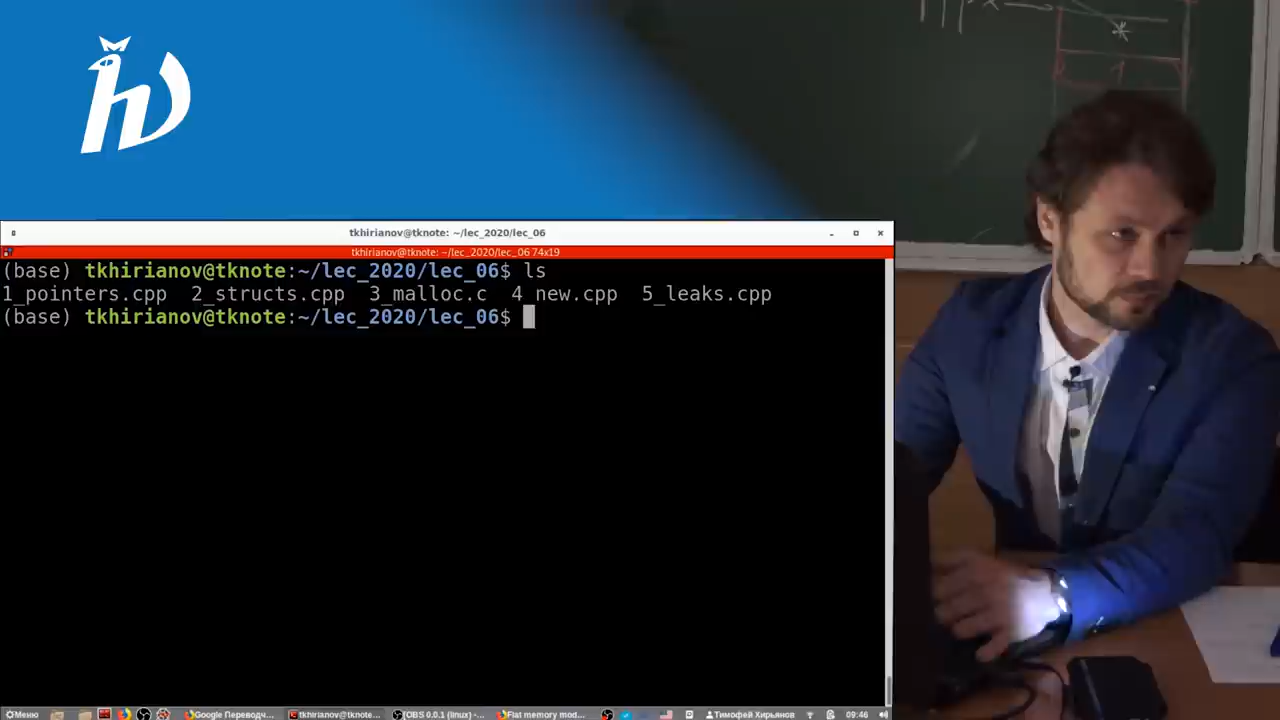 tkhirianov@tknote: ~/lec_2020/lec_06
tkhirianov@tknote: ~/lec_2020/lec_06 74x19
(base) tkhirianov@tknote:~/lec_2020/lec_06$ ls
1_pointers.cpp 2_structs.cpp 3_malloc.c 4_new.cpp 5_leaks.cpp
(base) tkhirianov@tknote:~/lec_2020/lec_06$
Меню Google Переводч... tkhirianov@tknote... TOBS 0.0.1 (linux) -... Flat memory mod... Тимофей Хирьянов 09:46